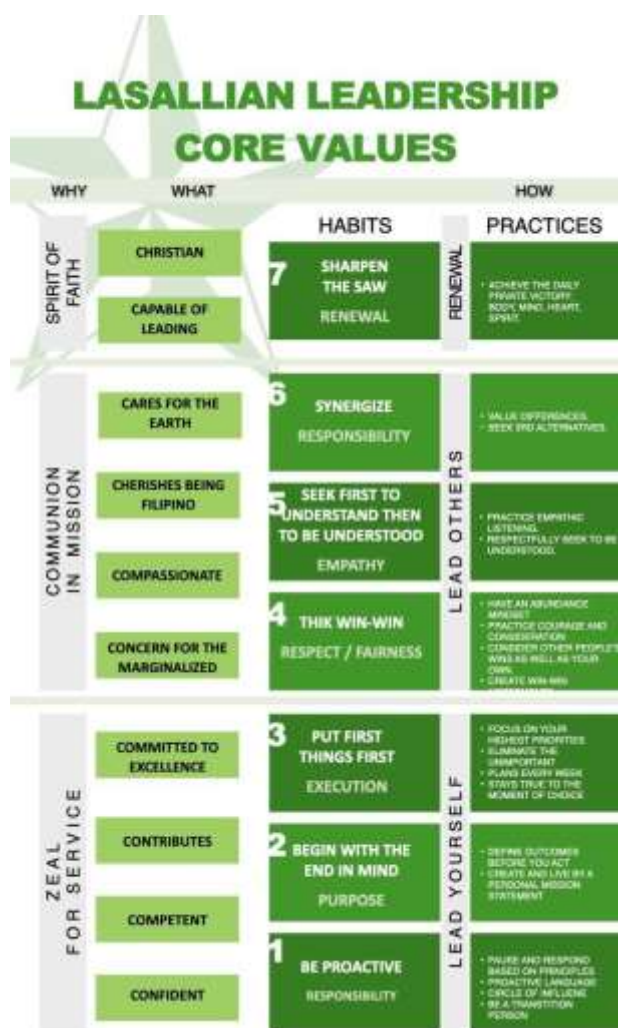 LASALLIAN LEADERSHIP
CORE VALUES
WHY
WHAT
HOW
HABITS
PRACTICES
SPIRIT OF
FAITH
CHRISTIAN
CAPABLE OF
LEADING
7
SHARPEN
THE SAW
RENEWAL
RENEWAL
• ACHIEVE THE DAILY
PRIVATE VICTORY
BODY, MIND, HEART,
SPIRIT.
COMMUNION
IN MISSION
CARES FOR THE
EARTH
CHERISHES BEING
FILIPINO
COMPASSIONATE
CONCERN FOR THE
MARGINALIZED
6
SYNERGIZE
RESPONSIBILITY
5
SEEK FIRST TO
UNDERSTAND THEN
TO BE UNDERSTOOD
EMPATHY
4
THIK WIN-WIN
RESPECT / FAIRNESS
LEAD OTHERS
• VALUE DIFFERENCES.
• SEEK 3RD ALTERNATIVES.
• PRACTICE EMPATHIC
LISTENING.
• RESPECTFULLY SEEK TO BE
UNDERSTOOD.
• HAVE AN ABUNDANCE
MINDSET
• PRACTICE COURAGE AND
CONSIDERATION
• CONSIDER OTHER PEOPLE'S
WINS AS WELL AS YOUR
OWN.
• CREATE WIN-WIN
ZEAL
FOR SERVICE
COMMITTED TO
EXCELLENCE
CONTRIBUTES
COMPETENT
CONFIDENT
3
PUT FIRST
THINGS FIRST
EXECUTION
2
BEGIN WITH THE
END IN MIND
PURPOSE
1
BE PROACTIVE
RESPONSIBILITY
LEAD YOURSELF
• FOCUS ON YOUR
HIGHEST PRIORITIES
• ELIMINATE THE
UNIMPORTANT
• PLANS EVERY WEEK
• STAYS TRUE TO THE
MOMENT OF CHOICE
• DEFINE OUTCOMES
BEFORE YOU ACT
• CREATE AND LIVE BY A
PERSONAL MISSION
STATEMENT
• PAUSE AND RESPOND
BASED ON PRINCIPLES
• PROACTIVE LANGUAGE
• CIRCLE OF INFLUENE
• BE A TRANSTITION
PERSON